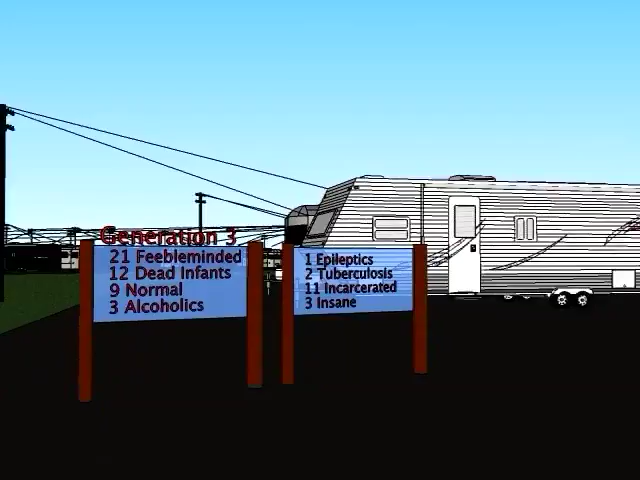 Generation 3
21 Feebleminded
12 Dead Infants
9 Normal
3 Alcoholics
1 Epileptics
2 Tuberculosis
11 Incarcerated
3 Insane